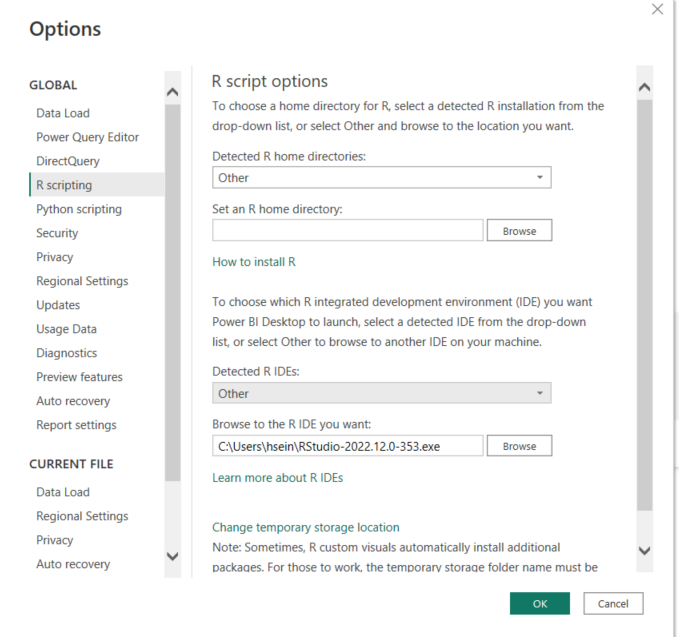 Options
GLOBAL
Data Load
Power Query Editor
DirectQuery
R scripting
Python scripting
Security
Privacy
Regional Settings
Updates
Usage Data
Diagnostics
Preview features
Auto recovery
Report settings
CURRENT FILE
Data Load
Regional Settings
Privacy
Auto recovery
R script options
To choose a home directory for R, select a detected R installation from the
drop-down list, or select Other and browse to the location you want.
Detected R home directories:
Other
Set an R home directory:
Browse
How to install R
To choose which R integrated development environment (IDE) you want
Power BI Desktop to launch, select a detected IDE from the drop-down
list, or select Other to browse to another IDE on your machine.
Detected R IDEs:
Other
Browse to the R IDE you want:
C:\Users\hsein\RStudio-2022.12.0-353.exe
Browse
Learn more about R IDEs
Change temporary storage location
Note: Sometimes, R custom visuals automatically install additional
packages. For those to work, the temporary storage folder name must be
OK
Cancel